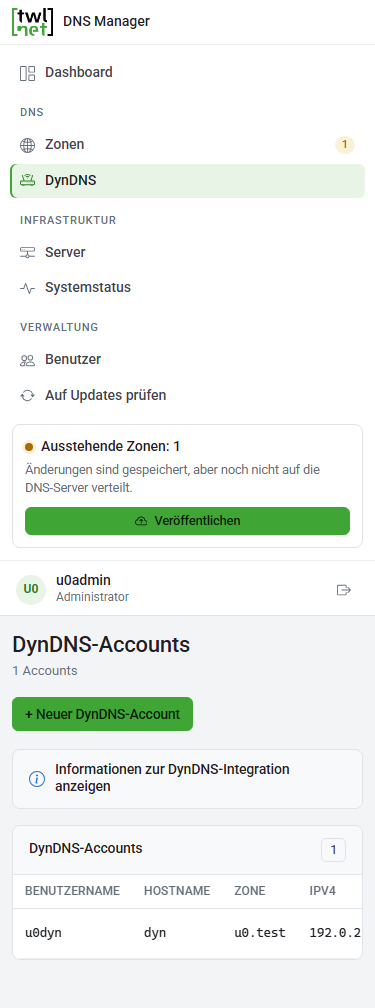 twl
net
DNS Manager
Dashboard
DNS
Zonen 1
DynDNS
INFRASTRUKTUR
Server
Systemstatus
VERWALTUNG
Benutzer
Auf Updates prüfen
Ausstehende Zonen: 1
Änderungen sind gespeichert, aber noch nicht auf die
DNS-Server verteilt.
Veröffentlichen
U0
u0admin
Administrator
DynDNS-Accounts
1 Accounts
+ Neuer DynDNS-Account
Informationen zur DynDNS-Integration
anzeigen
DynDNS-Accounts 1
BENUTZERNAME HOSTNAME ZONE IPV4
u0dyn dyn u0.test 192.0.2